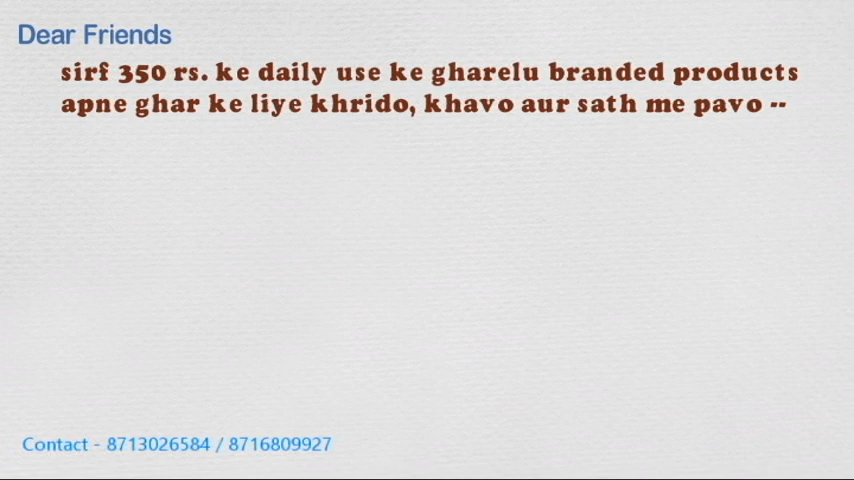 Dear Friends
sirf 350 rs. ke daily use ke gharelu branded products
apne ghar ke liye khrido, khavo aur sath me pavo --
Contact - 8713026584 / 8716809927